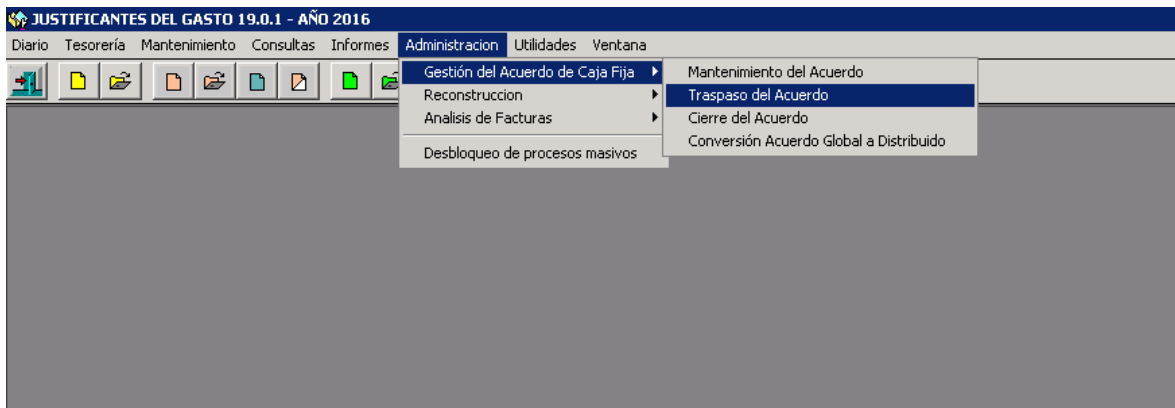 JUSTIFICANTES DEL GASTO 19.0.1 - AÑO 2016
Diario Tesorería Mantenimiento Consultas Informes Administracion Utilidades Ventana
Gestión del Acuerdo de Caja Fija
Reconstruccion
Analisis de Facturas
Desbloqueo de procesos masivos
Mantenimiento del Acuerdo
Traspaso del Acuerdo
Cierre del Acuerdo
Conversión Acuerdo Global a Distribuido